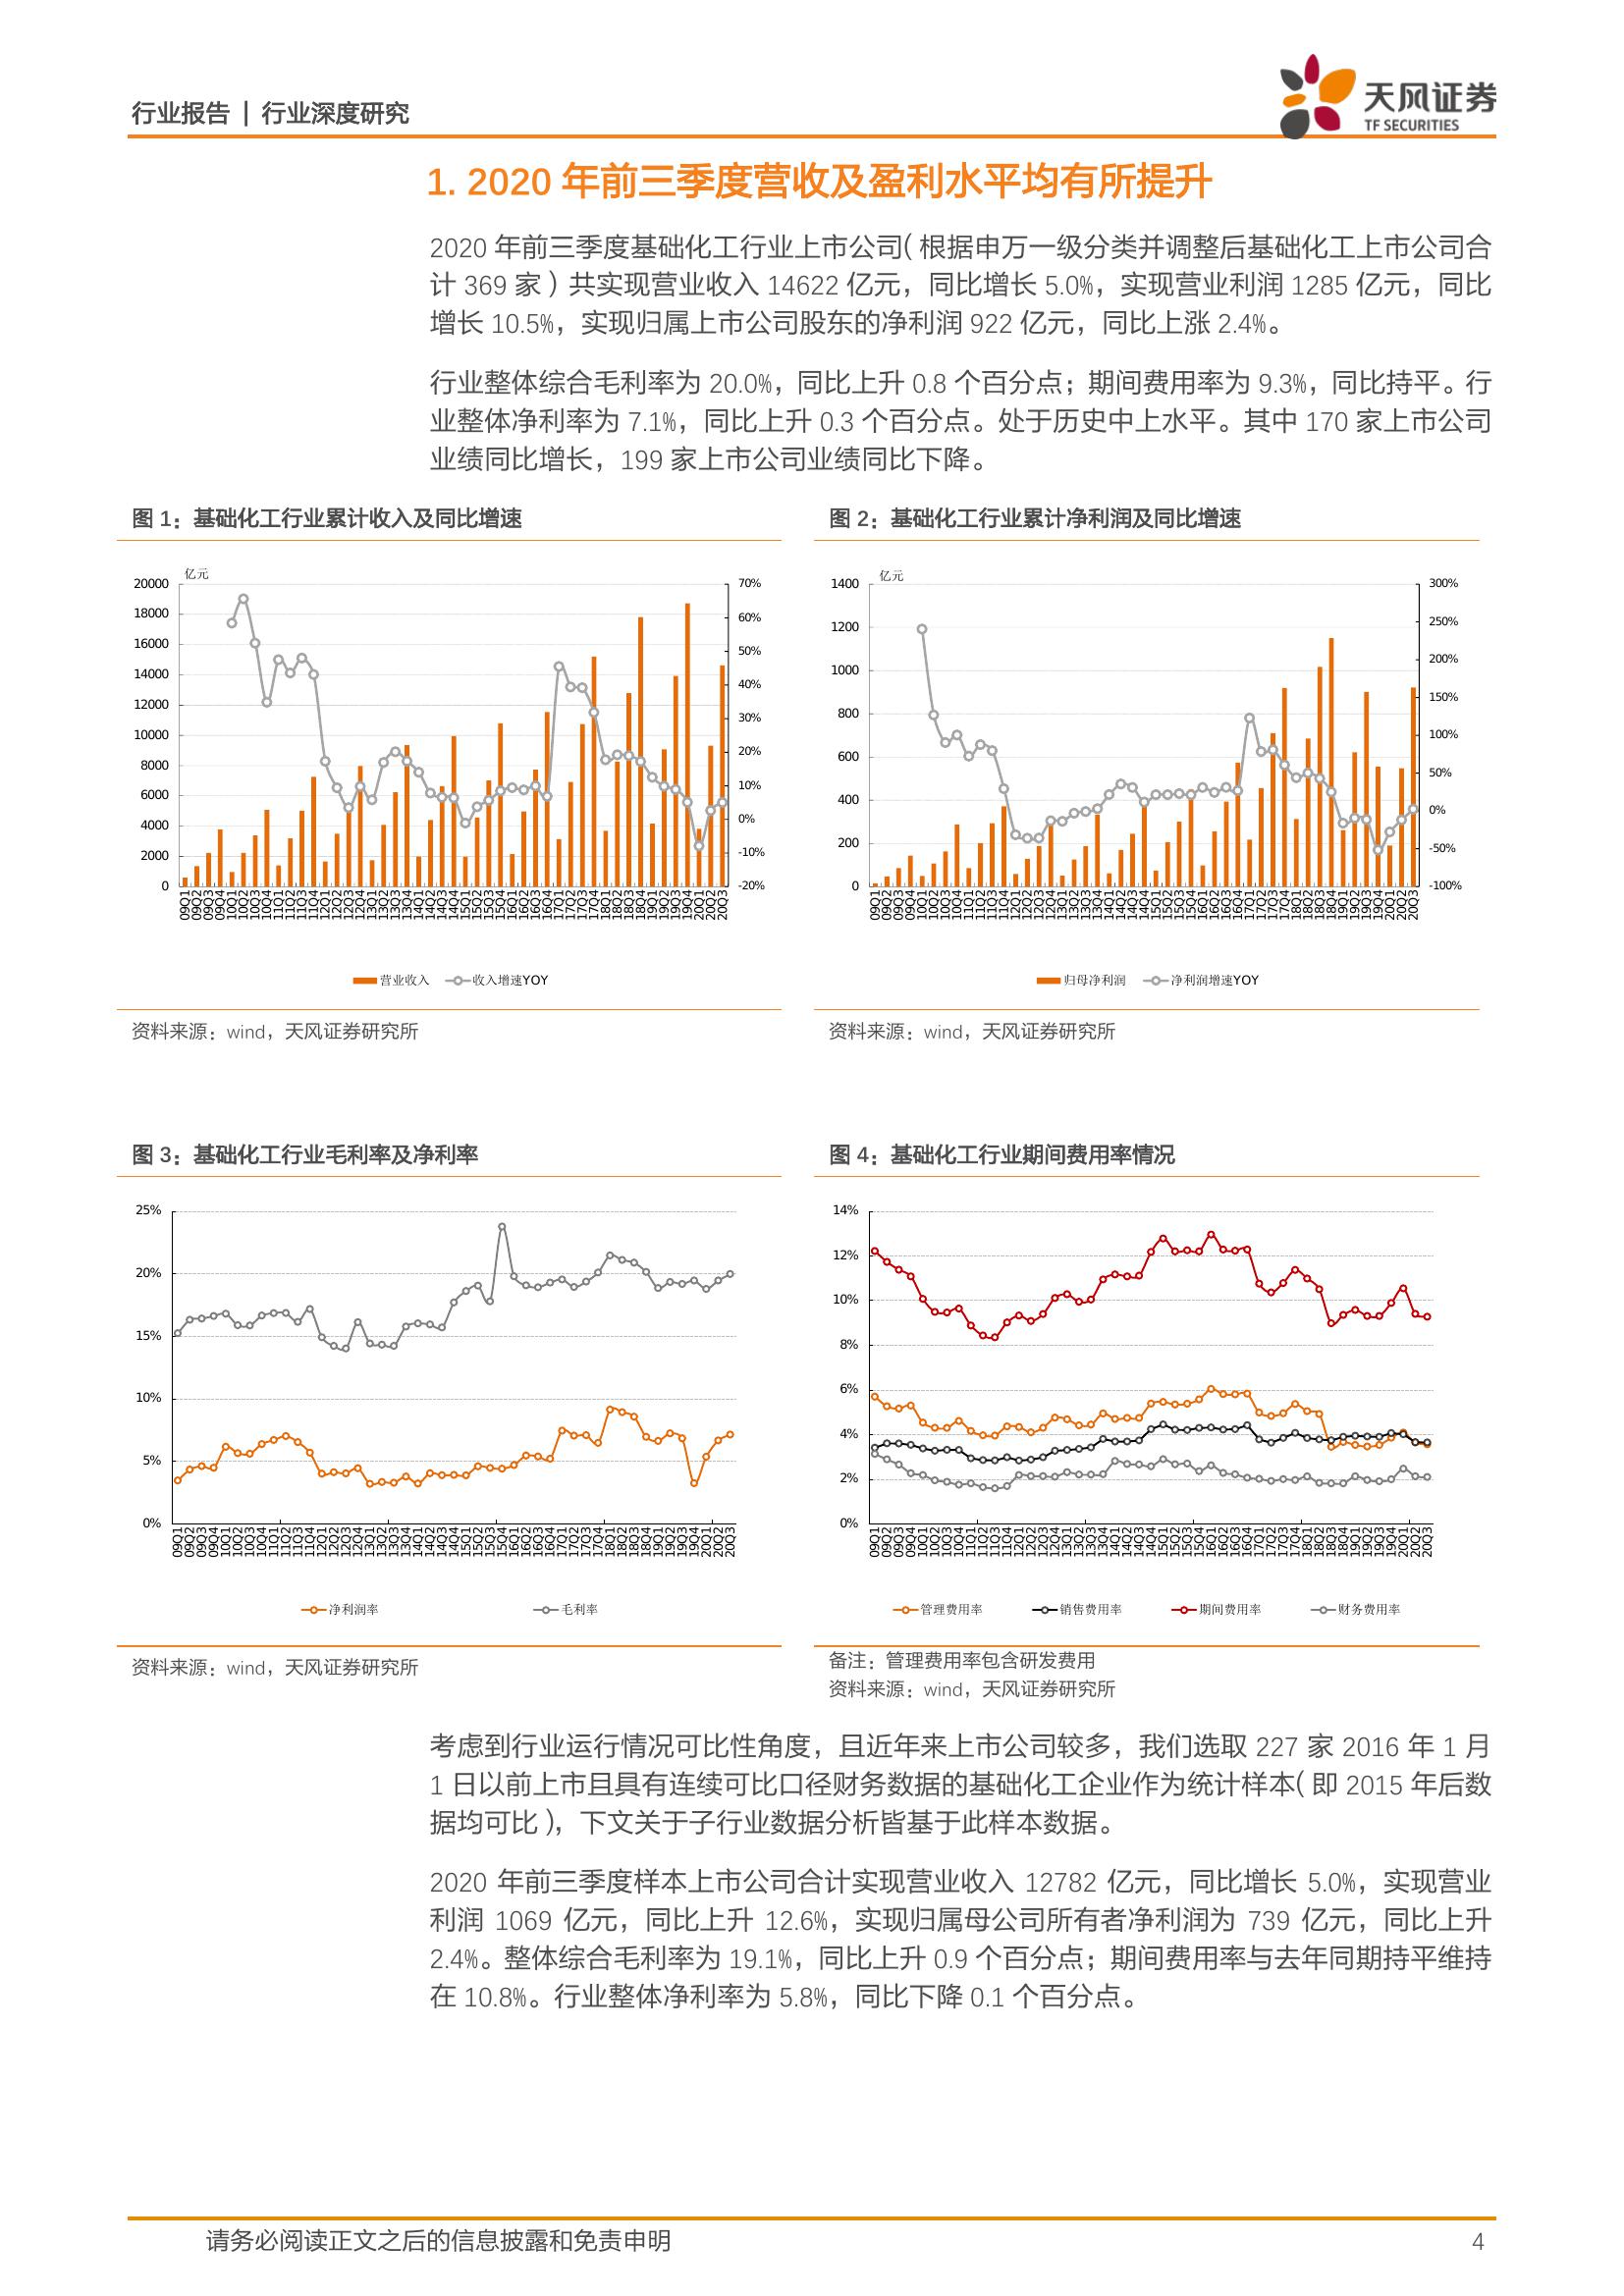 行业报告 | 行业深度研究
天风证券
TF SECURITIES
1. 2020 年前三季度营收及盈利水平均有所提升
2020 年前三季度基础化工行业上市公司(根据申万一级分类并调整后基础化工上市公司合
计 369 家)共实现营业收入 14622 亿元，同比增长 5.0%，实现营业利润 1285 亿元，同比
增长 10.5%，实现归属上市公司股东的净利润 922 亿元，同比上涨 2.4%。
行业整体综合毛利率为 20.0%，同比上升 0.8 个百分点；期间费用率为 9.3%，同比持平。行
业整体净利率为 7.1%，同比上升 0.3 个百分点。处于历史中上水平。其中 170 家上市公司
业绩同比增长，199 家上市公司业绩同比下降。
图 1：基础化工行业累计收入及同比增速
亿元
20000
18000
16000
14000
12000
10000
8000
6000
4000
2000
0
70%
60%
50%
40%
30%
20%
10%
0%
-10%
-20%
09Q1 09Q2 09Q3 09Q4 10Q1 10Q2 10Q3 10Q4 11Q1 11Q2 11Q3 11Q4 12Q1 12Q2 12Q3 12Q4 13Q1 13Q2 13Q3 13Q4 14Q1 14Q2 14Q3 14Q4 15Q1 15Q2 15Q3 15Q4 16Q1 16Q2 16Q3 16Q4 17Q1 17Q2 17Q3 17Q4 18Q1 18Q2 18Q3 18Q4 19Q1 19Q2 19Q3 19Q4 20Q1 20Q2 20Q3
营业收入 收入增速YOY
资料来源：wind，天风证券研究所
图 2：基础化工行业累计净利润及同比增速
亿元
1400
1200
1000
800
600
400
200
0
300%
250%
200%
150%
100%
50%
0%
-50%
-100%
09Q1 09Q2 09Q3 09Q4 10Q1 10Q2 10Q3 10Q4 11Q1 11Q2 11Q3 11Q4 12Q1 12Q2 12Q3 12Q4 13Q1 13Q2 13Q3 13Q4 14Q1 14Q2 14Q3 14Q4 15Q1 15Q2 15Q3 15Q4 16Q1 16Q2 16Q3 16Q4 17Q1 17Q2 17Q3 17Q4 18Q1 18Q2 18Q3 18Q4 19Q1 19Q2 19Q3 19Q4 20Q1 20Q2 20Q3
归母净利润 净利润增速YOY
资料来源：wind，天风证券研究所
图 3：基础化工行业毛利率及净利率
25%
20%
15%
10%
5%
0%
09Q1 09Q2 09Q3 09Q4 10Q1 10Q2 10Q3 10Q4 11Q1 11Q2 11Q3 11Q4 12Q1 12Q2 12Q3 12Q4 13Q1 13Q2 13Q3 13Q4 14Q1 14Q2 14Q3 14Q4 15Q1 15Q2 15Q3 15Q4 16Q1 16Q2 16Q3 16Q4 17Q1 17Q2 17Q3 17Q4 18Q1 18Q2 18Q3 18Q4 19Q1 19Q2 19Q3 19Q4 20Q1 20Q2 20Q3
净利润率 毛利率
资料来源：wind，天风证券研究所
图 4：基础化工行业期间费用率情况
14%
12%
10%
8%
6%
4%
2%
0%
09Q1 09Q2 09Q3 09Q4 10Q1 10Q2 10Q3 10Q4 11Q1 11Q2 11Q3 11Q4 12Q1 12Q2 12Q3 12Q4 13Q1 13Q2 13Q3 13Q4 14Q1 14Q2 14Q3 14Q4 15Q1 15Q2 15Q3 15Q4 16Q1 16Q2 16Q3 16Q4 17Q1 17Q2 17Q3 17Q4 18Q1 18Q2 18Q3 18Q4 19Q1 19Q2 19Q3 19Q4 20Q1 20Q2 20Q3
管理费用率 销售费用率 期间费用率 财务费用率
备注：管理费用率包含研发费用
资料来源：wind，天风证券研究所
考虑到行业运行情况可比性角度，且近年来上市公司较多，我们选取 227 家 2016 年 1 月
1 日以前上市且具有连续可比口径财务数据的基础化工企业作为统计样本(即 2015 年后数
据均可比)，下文关于子行业数据分析皆基于此样本数据。
2020 年前三季度样本上市公司合计实现营业收入 12782 亿元，同比增长 5.0%，实现营业
利润 1069 亿元，同比上升 12.6%，实现归属母公司所有者净利润为 739 亿元，同比上升
2.4%。整体综合毛利率为 19.1%，同比上升 0.9 个百分点；期间费用率与去年同期持平维持
在 10.8%。行业整体净利率为 5.8%，同比下降 0.1 个百分点。
请务必阅读正文之后的信息披露和免责申明
4